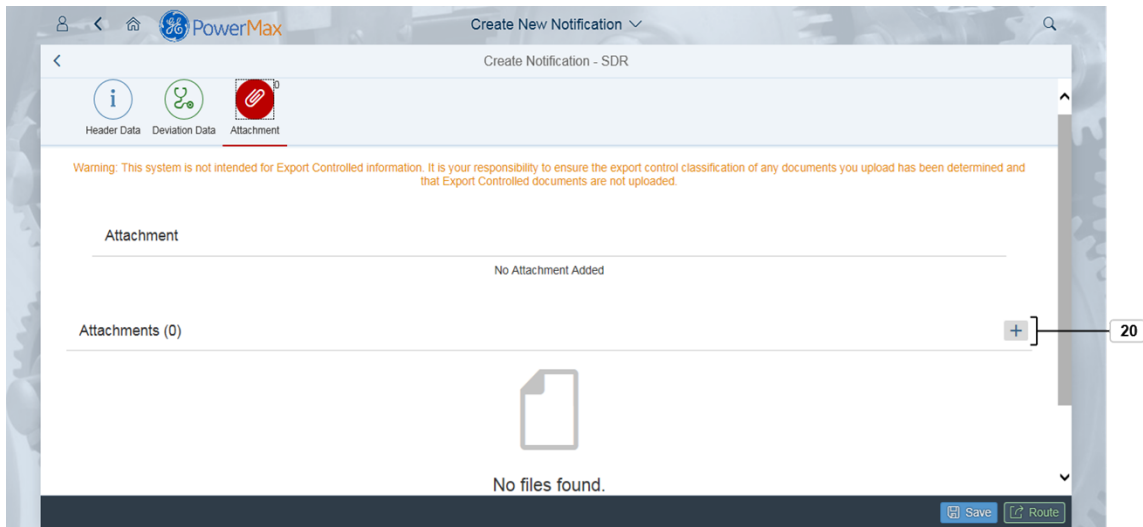 PowerMax
Create New Notification
Create Notification - SDR
0
Header Data
Deviation Data
Attachment
Warning: This system is not intended for Export Controlled information. It is your responsibility to ensure the export control classification of any documents you upload has been determined and
that Export Controlled documents are not uploaded.
Attachment
No Attachment Added
Attachments (0)
20
No files found.
Save
Route